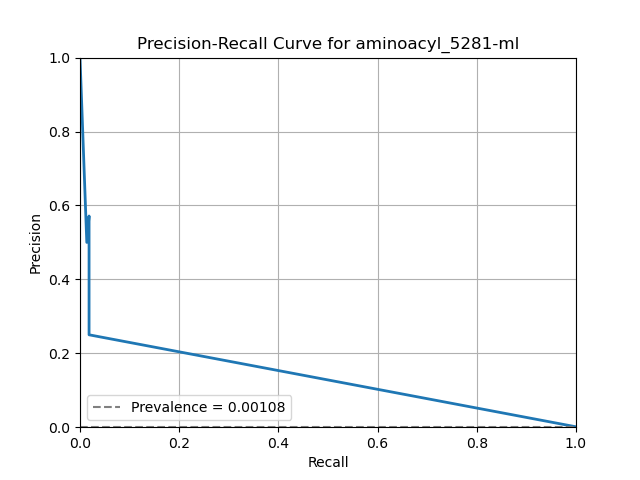 Precision-Recall Curve for aminoacyl_5281-ml
1.0
0.8
0.6
0.4
0.2
0.0
Precision
Prevalence = 0.00108
0.0 0.2 0.4 0.6 0.8 1.0
Recall